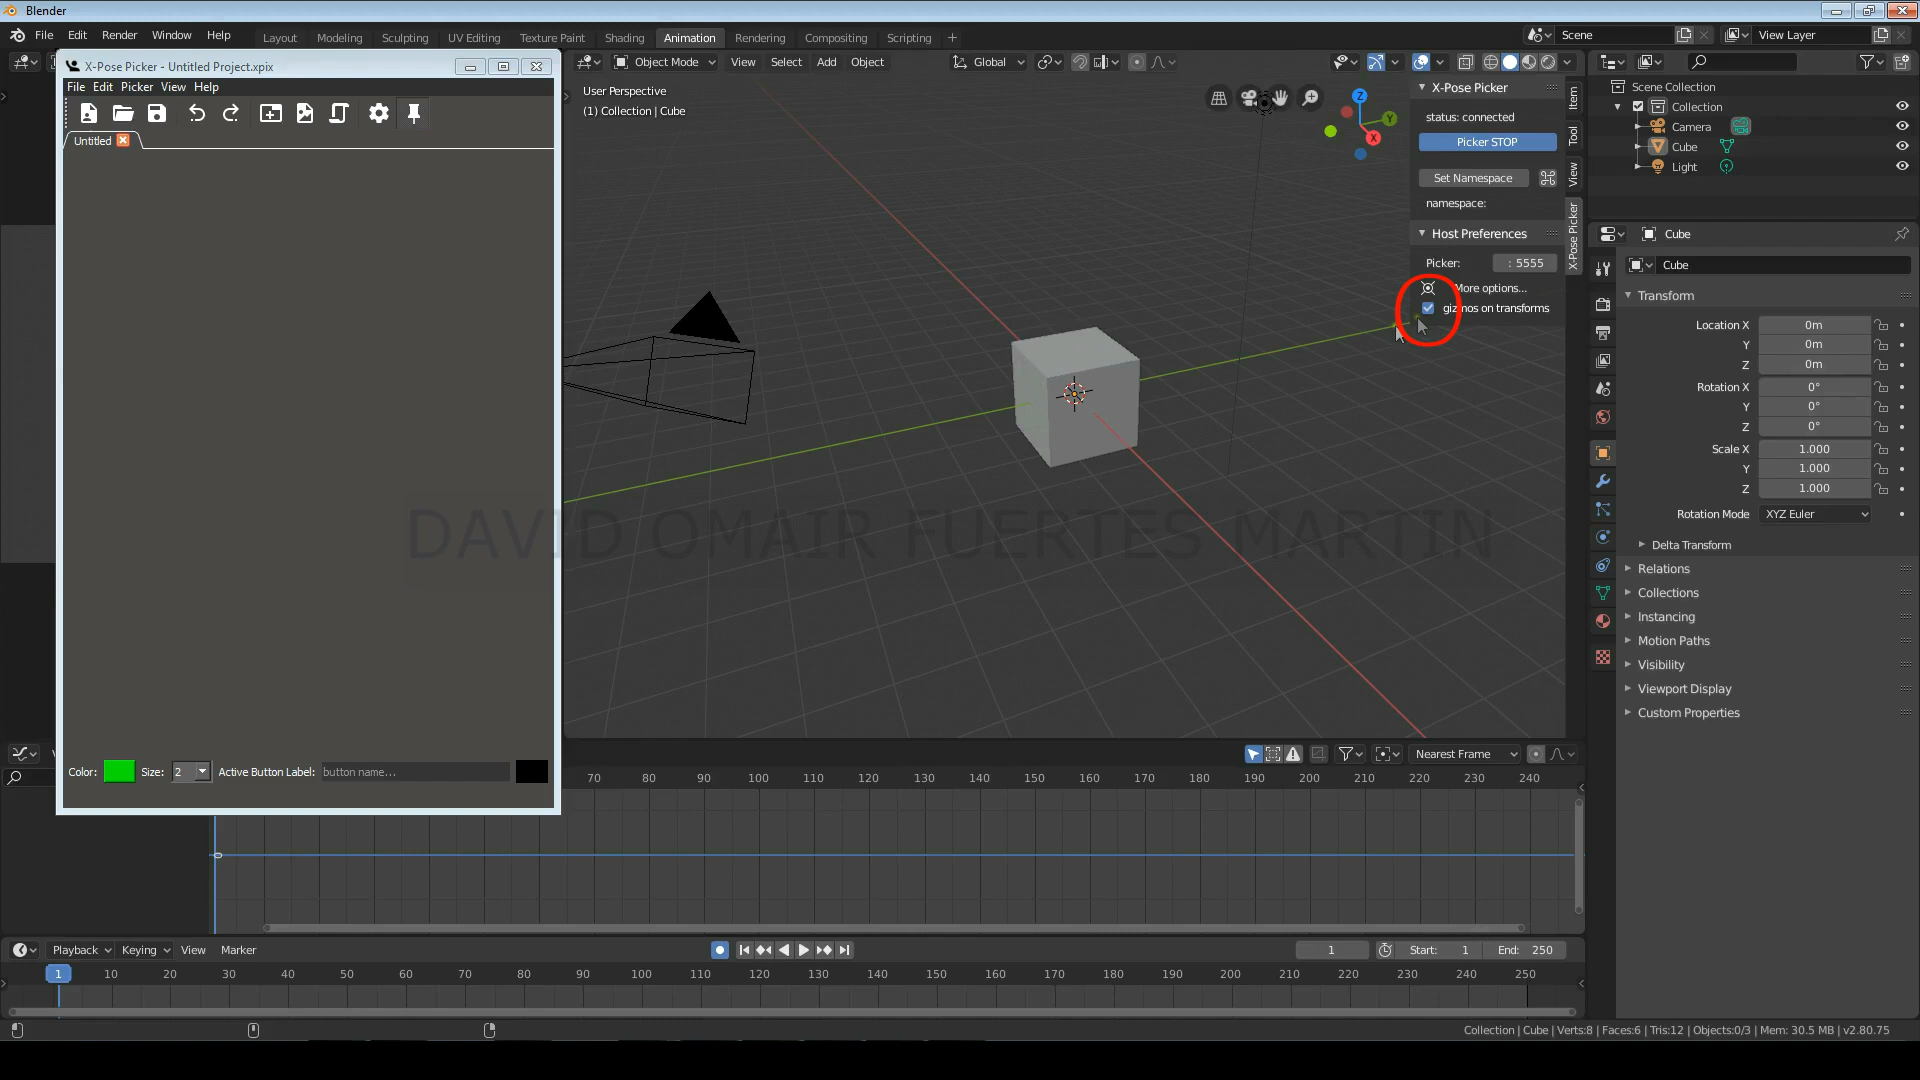 Blender
File Edit Render Window Help
Layout Modeling Sculpting UV Editing Texture Paint Shading Animation Rendering Compositing Scripting +
Scene
View Layer
X-Pose Picker - Untitled Project.xpix
File Edit Picker View Help
Untitled
Color: Size: 2 Active Button Label: button name...
Object Mode View Select Add Object Global
User Perspective
(1) Collection | Cube
Z
Y
X
X-Pose Picker
status: connected
Picker STOP
Set Namespace
namespace:
Host Preferences
Picker: : 5555
More options...
gizmos on transforms
Item
Tool
View
X-Pose Picker
DAVID OMAIR FUERTES MARTIN
Scene Collection
Collection
Camera
Cube
Light
Cube
Cube
Transform
Location X 0m
Y 0m
Z 0m
Rotation X 0°
Y 0°
Z 0°
Scale X 1.000
Y 1.000
Z 1.000
Rotation Mode XYZ Euler
Delta Transform
Relations
Collections
Instancing
Motion Paths
Visibility
Viewport Display
Custom Properties
Nearest Frame
70 80 90 100 110 120 130 140 150 160 170 180 190 200 210 220 230 240
Playback Keying View Marker
1
Start: 1 End: 250
1 10 20 30 40 50 60 70 80 90 100 110 120 130 140 150 160 170 180 190 200 210 220 230 240 250
Collection | Cube | Verts:8 | Faces:6 | Tris:12 | Objects:0/3 | Mem: 30.5 MB | v2.80.75